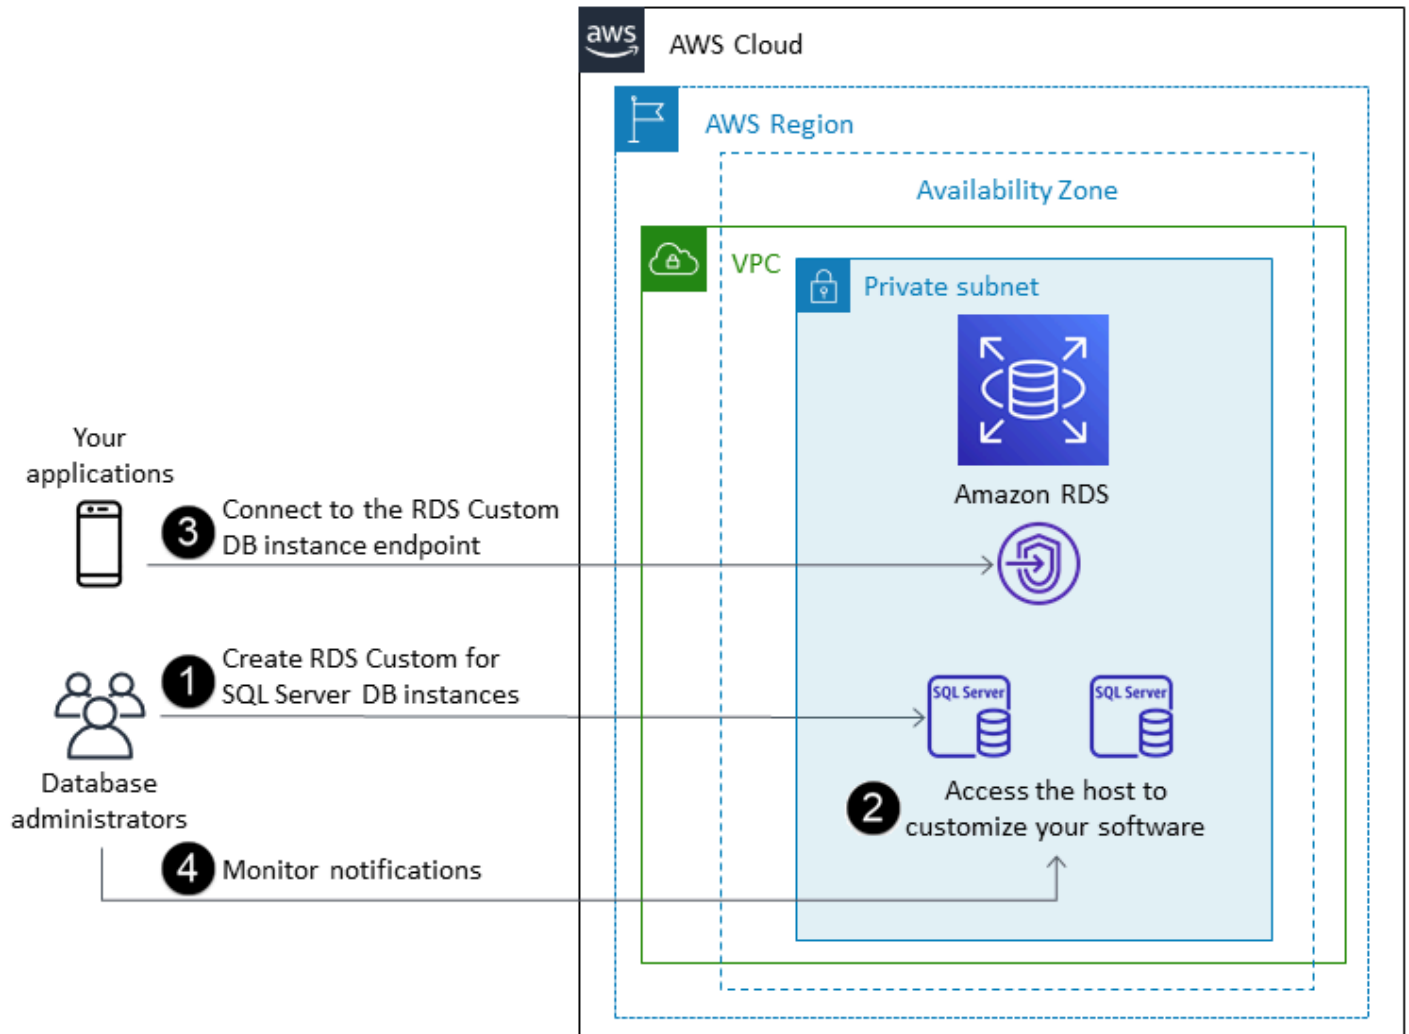 aws
AWS Cloud
AWS Region
Availability Zone
VPC
Private subnet
Amazon RDS
Your
applications
3
Connect to the RDS Custom
DB instance endpoint
1
Create RDS Custom for
SQL Server DB instances
SQL Server
SQL Server
Database
administrators
2
Access the host to
customize your software
4
Monitor notifications